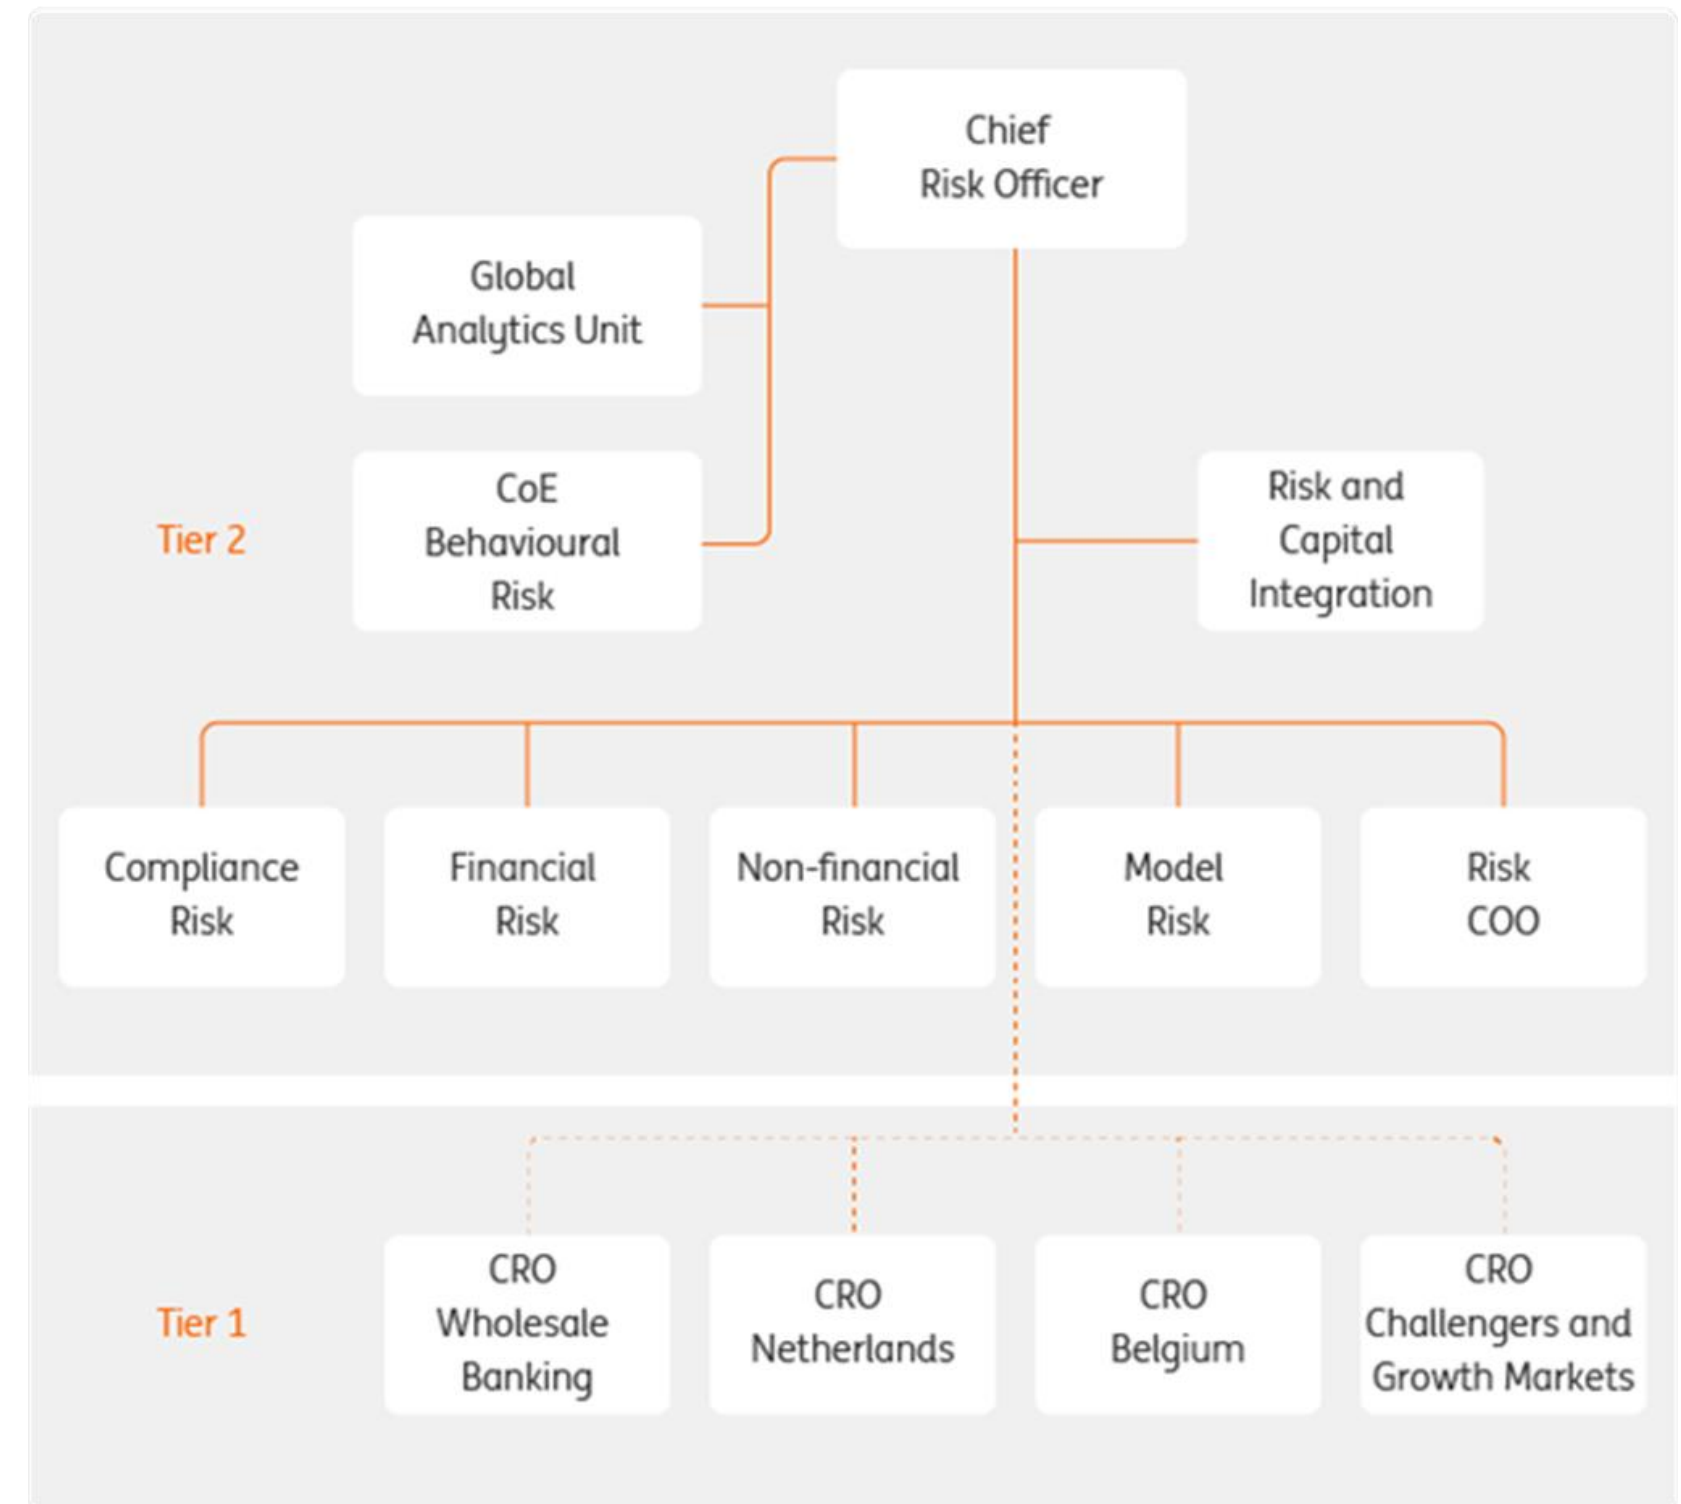 Chief
Risk Officer
Global
Analytics Unit
CoE
Behavioural
Risk
Tier 2
Risk and
Capital
Integration
Compliance
Risk
Financial
Risk
Non-financial
Risk
Model
Risk
Risk
COO
Tier 1
CRO
Wholesale
Banking
CRO
Netherlands
CRO
Belgium
CRO
Challengers and
Growth Markets